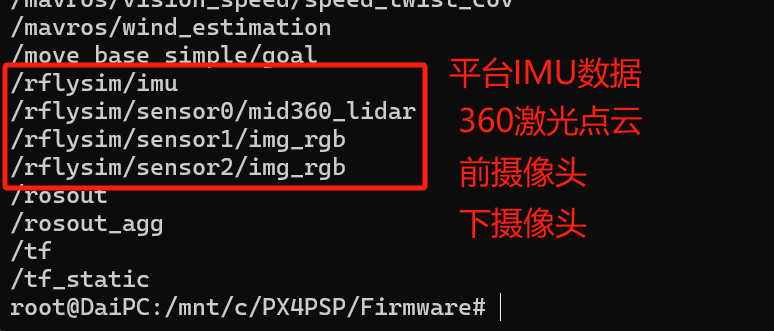 /mavros/vision_speed/speed_twist_cov
/mavros/wind_estimation
/move_base_simple/goal
/rflysim/imu
平台IMU数据
/rflysim/sensor0/mid360_lidar
360激光点云
/rflysim/sensor1/img_rgb
前摄像头
/rflysim/sensor2/img_rgb
下摄像头
/rosout
/rosout_agg
/tf
/tf_static
root@DaiPC:/mnt/c/PX4PSP/Firmware#